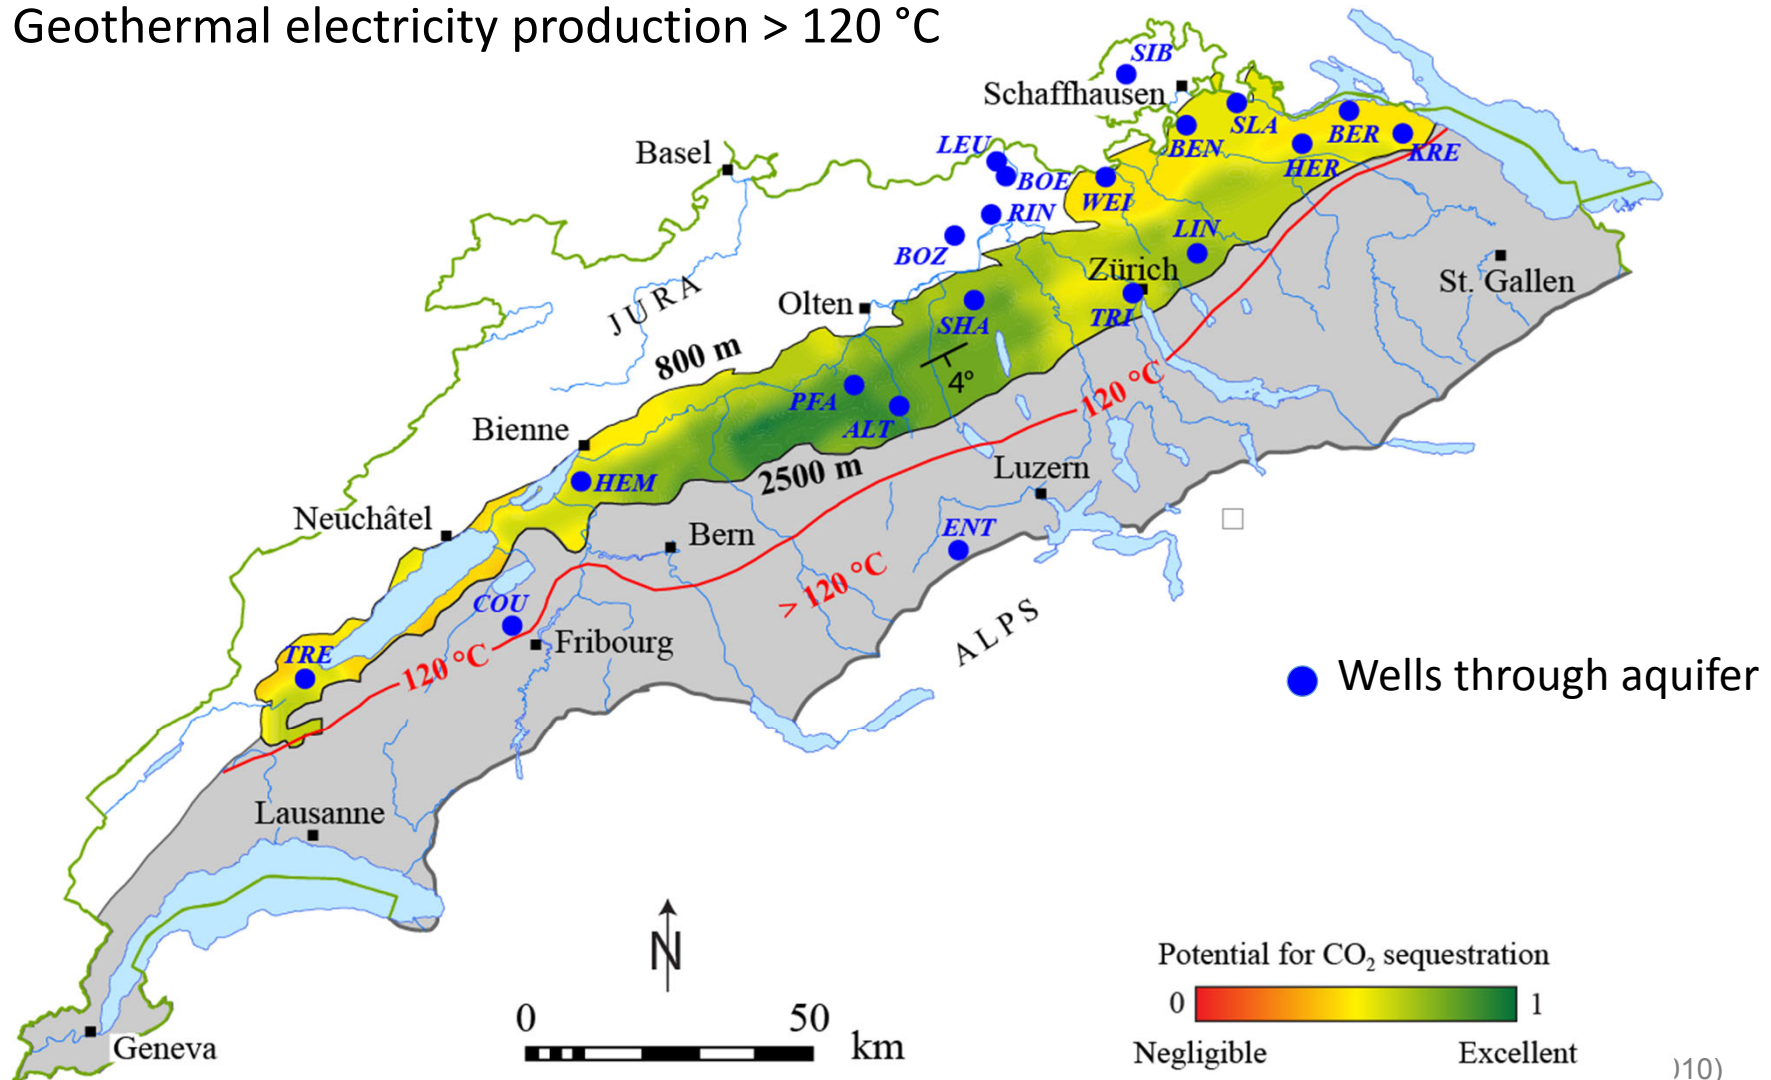 Geothermal electricity production > 120 °C
SIB
Schaffhausen
SLA
BER
BEN
KRE
HER
LEU
Basel
BOE
WEI
RIN
LIN
BOZ
Zürich
St. Gallen
JURA
Olten
SHA
TRI
800 m
4°
120 °C
PFA
ALT
Bienne
2500 m
Luzern
HEM
Neuchâtel
Bern
ENT
> 120 °C
COU
ALPS
Fribourg
TRE
120 °C
Wells through aquifer
Lausanne
N
Potential for CO₂ sequestration
0 1
Negligible Excellent
0 50
km
Geneva
)10)